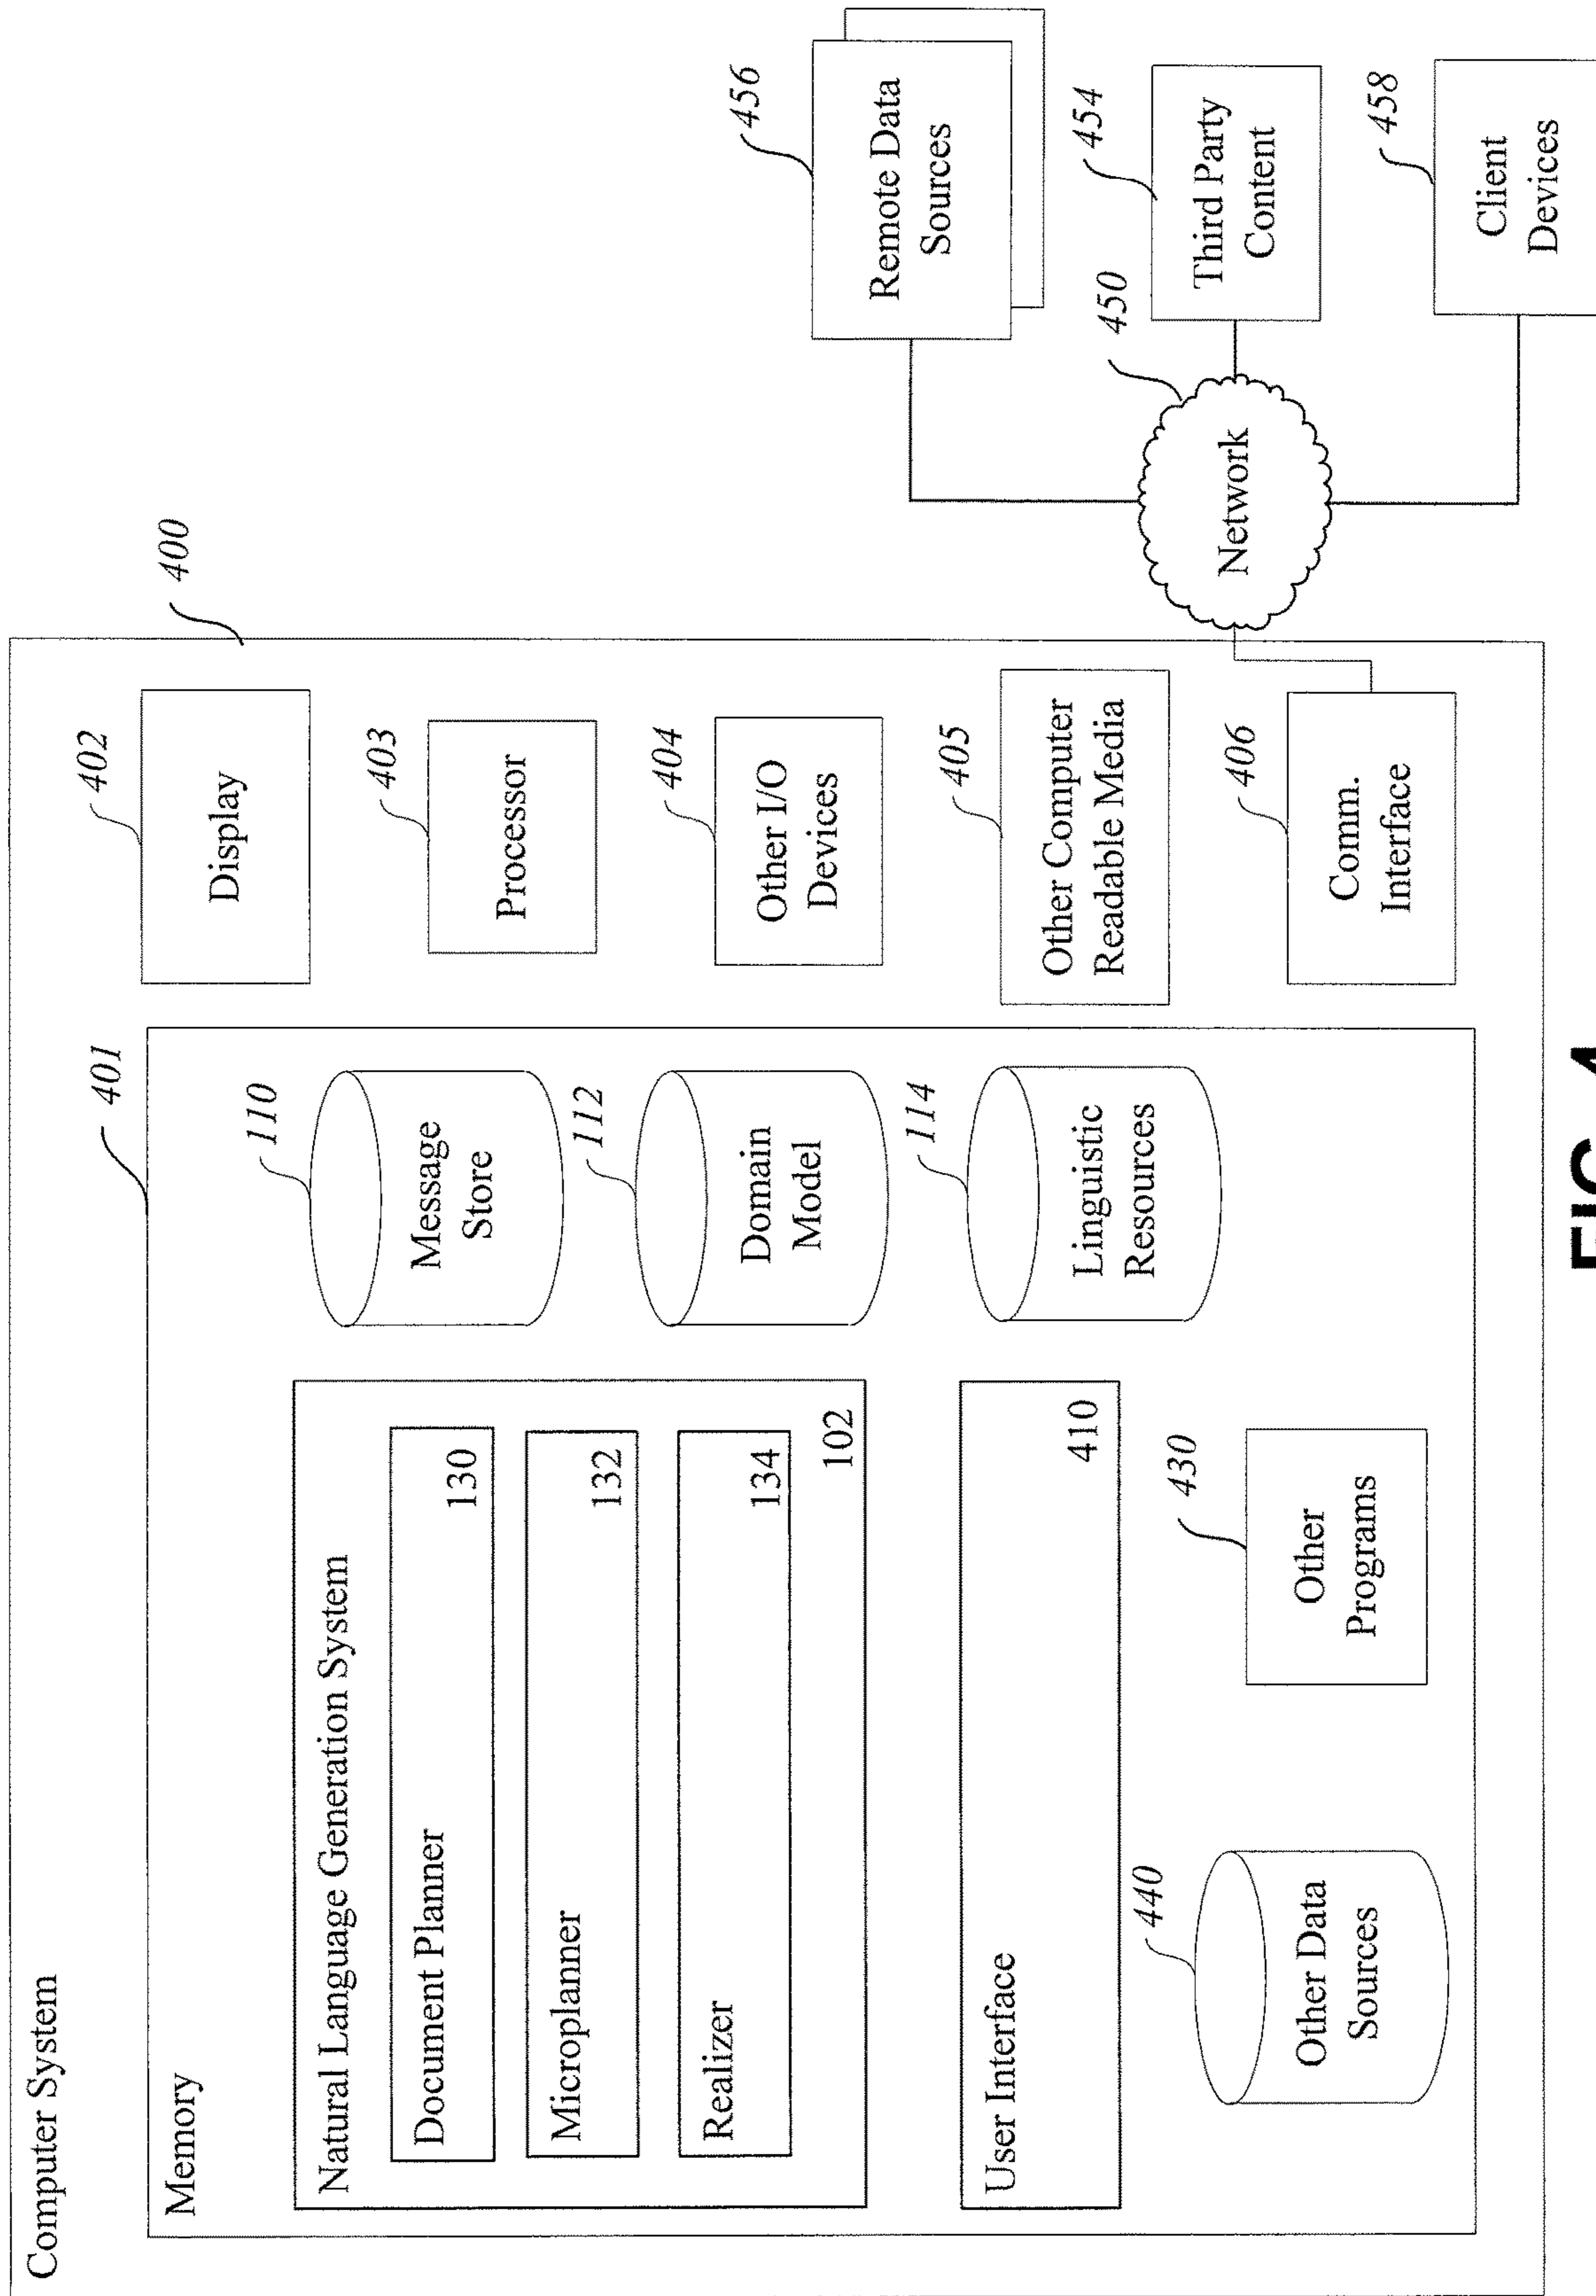 Computer System
400
Memory
401
Natural Language Generation System
Document Planner
130
Microplanner
132
Realizer
134
102
User Interface
410
Other Data
Sources
440
Other
Programs
430
110
Message
Store
112
Domain
Model
114
Linguistic
Resources
402
Display
403
Processor
404
Other I/O
Devices
405
Other Computer
Readable Media
406
Comm.
Interface
450
Network
456
Remote Data
Sources
454
Third Party
Content
458
Client
Devices